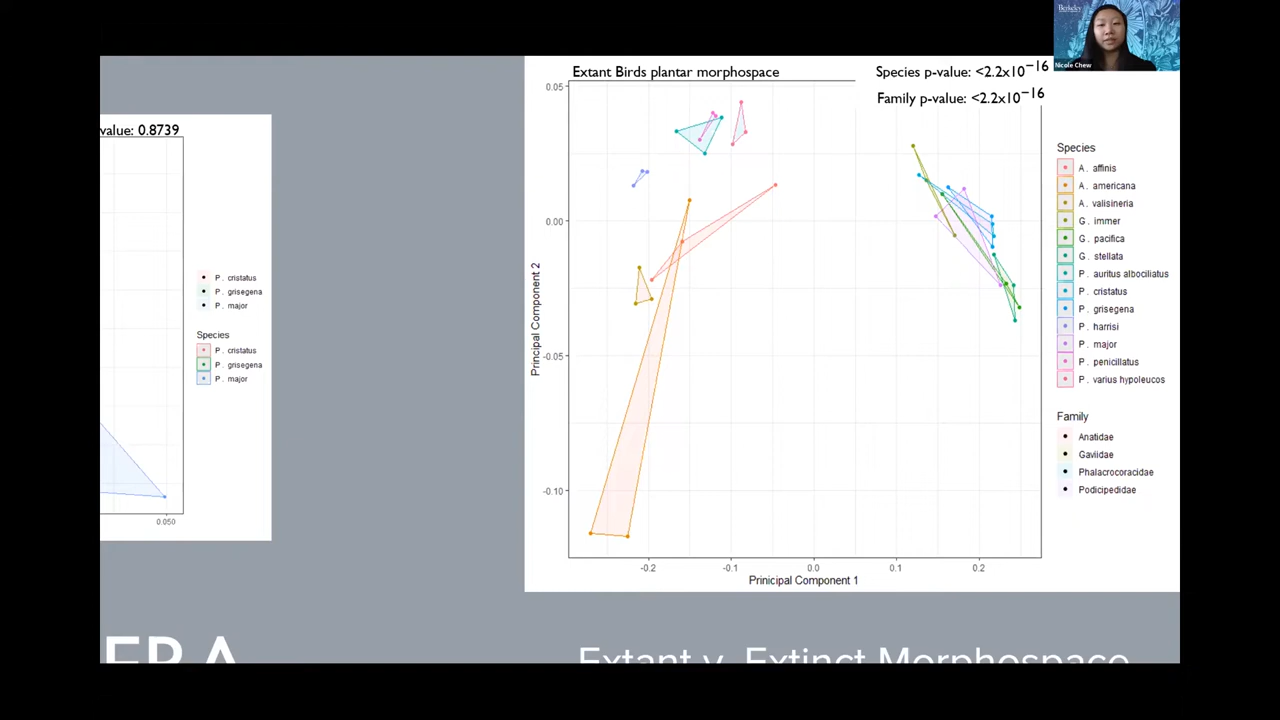 Berkeley
Nicole Chew
value: 0.8739
0.050
P. cristatus
P. grisegena
P. major
Species
P. cristatus
P. grisegena
P. major
ERA
Extant Birds plantar morphospace
Species p-value: <2.2x10−16
Family p-value: <2.2x10−16
0.05
0.00
-0.05
-0.10
Principal Component 2
-0.2 -0.1 0.0 0.1 0.2
Prinicipal Component 1
Species
A. affinis
A. americana
A. valisineria
G. immer
G. pacifica
G. stellata
P. auritus albociliatus
P. cristatus
P. grisegena
P. harrisi
P. major
P. penicillatus
P. varius hypoleucos
Family
Anatidae
Gaviidae
Phalacrocoracidae
Podicipedidae
Extant v. Extinct Morphospace